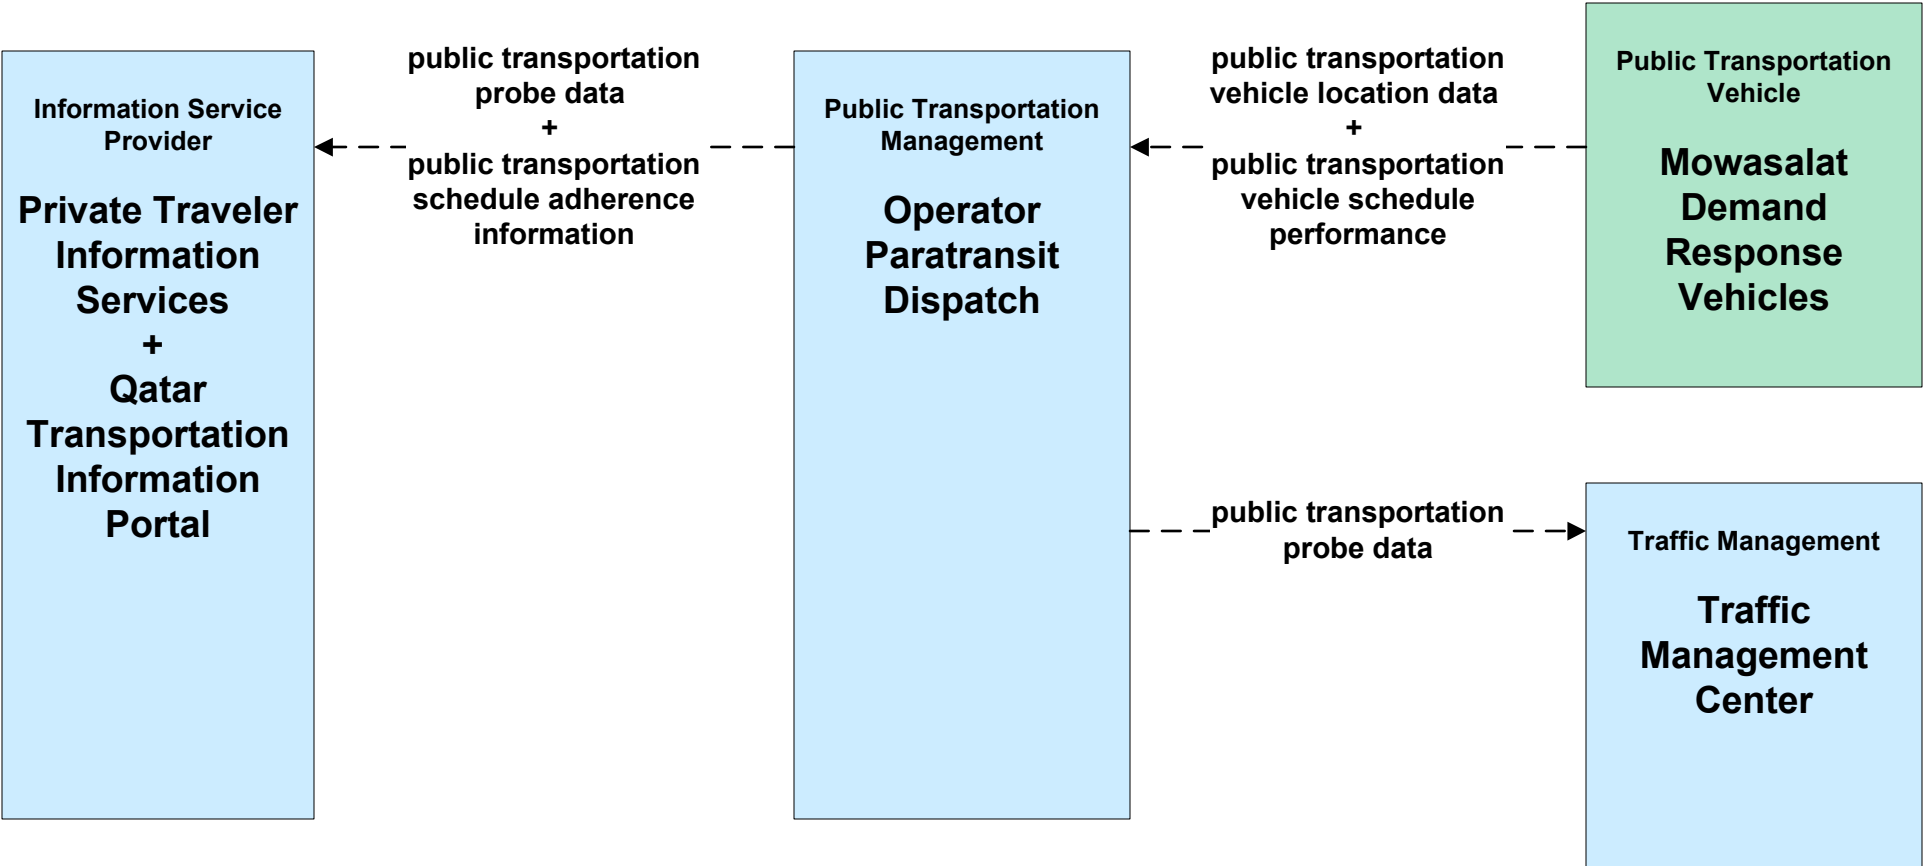 Information Service
Provider
Private Traveler
Information
Services
+
Qatar
Transportation
Information
Portal
public transportation
probe data
+
public transportation
schedule adherence
information
Public Transportation
Management
Operator
Paratransit
Dispatch
public transportation
vehicle location data
+
public transportation
vehicle schedule
performance
Public Transportation
Vehicle
Mowasalat
Demand
Response
Vehicles
public transportation
probe data
Traffic Management
Traffic
Management
Center